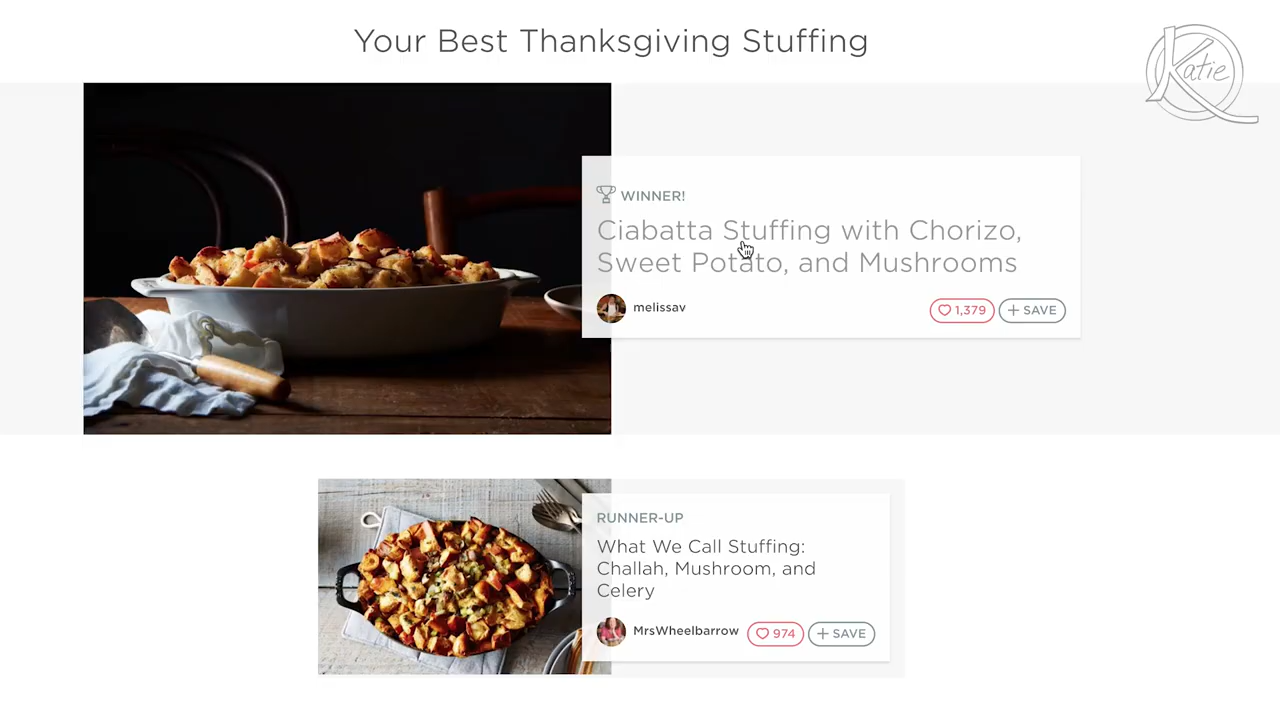 Your Best Thanksgiving Stuffing
Katie
WINNER!
Ciabatta Stuffing with Chorizo,
Sweet Potato, and Mushrooms
melissav
1,379
+ SAVE
RUNNER-UP
What We Call Stuffing:
Challah, Mushroom, and
Celery
MrsWheelbarrow
974
+ SAVE